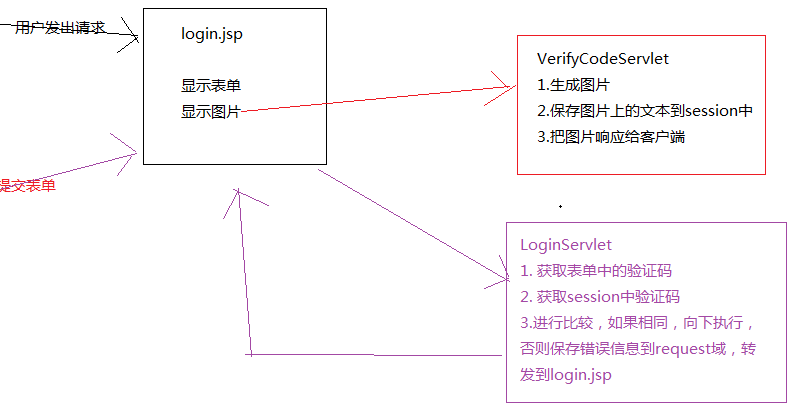 用户发出请求
login.jsp
显示表单
显示图片
VerifyCodeServlet
1.生成图片
2.保存图片上的文本到session中
3.把图片响应给客户端
提交表单
LoginServlet
1. 获取表单中的验证码
2. 获取session中验证码
3.进行比较，如果相同，向下执行，
否则保存错误信息到request域，转
发到login.jsp